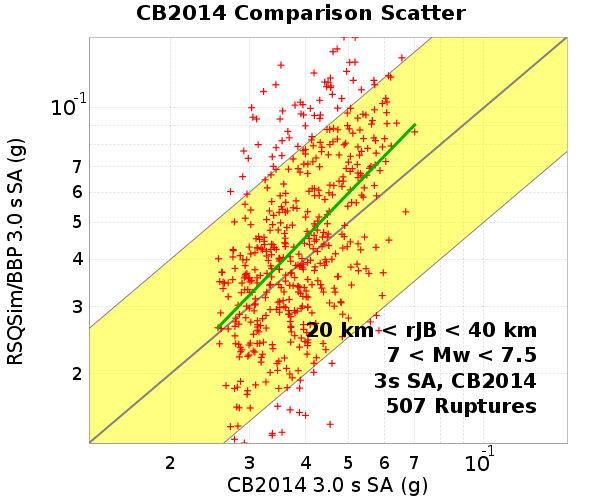 CB2014 Comparison Scatter
RSQSim/BBP 3.0 s SA (g)
10⁻¹
7
6
5
4
3
2
20 km < rJB < 40 km
7 < Mw < 7.5
3s SA, CB2014
507 Ruptures
2 3 4 5 6 7 10⁻¹
CB2014 3.0 s SA (g)